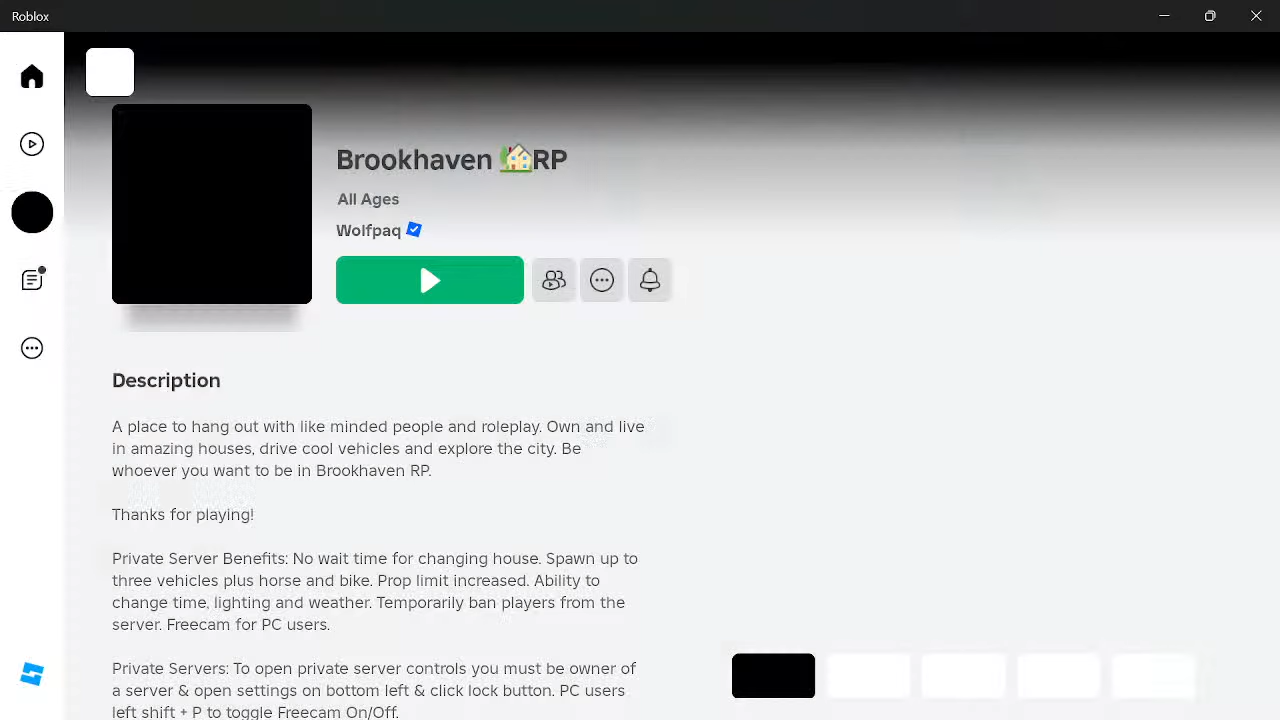 Roblox
Brookhaven 🏡RP
All Ages
Wolfpaq
Description
A place to hang out with like minded people and roleplay. Own and live
in amazing houses, drive cool vehicles and explore the city. Be
whoever you want to be in Brookhaven RP.
Thanks for playing!
Private Server Benefits: No wait time for changing house. Spawn up to
three vehicles plus horse and bike. Prop limit increased. Ability to
change time, lighting and weather. Temporarily ban players from the
server. Freecam for PC users.
Private Servers: To open private server controls you must be owner of
a server & open settings on bottom left & click lock button. PC users
left shift + P to toggle Freecam On/Off.